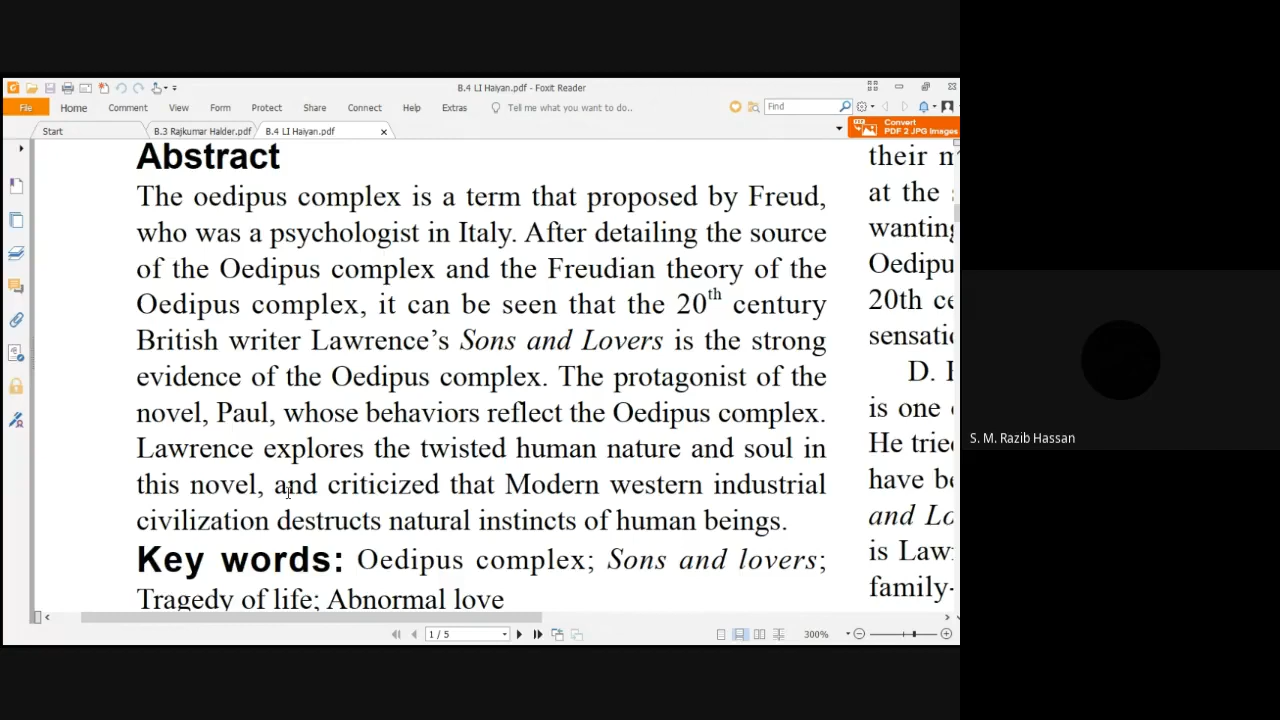 B.4 LI Haiyan.pdf - Foxit Reader
File Home Comment View Form Protect Share Connect Help Extras Tell me what you want to do.. Find
Start B.3 Rajkumar Halder.pdf B.4 LI Haiyan.pdf
Convert
PDF 2 JPG Images
Abstract
The oedipus complex is a term that proposed by Freud,
who was a psychologist in Italy. After detailing the source
of the Oedipus complex and the Freudian theory of the
Oedipus complex, it can be seen that the 20th century
British writer Lawrence’s Sons and Lovers is the strong
evidence of the Oedipus complex. The protagonist of the
novel, Paul, whose behaviors reflect the Oedipus complex.
Lawrence explores the twisted human nature and soul in
this novel, and criticized that Modern western industrial
civilization destructs natural instincts of human beings.
Key words: Oedipus complex; Sons and lovers;
Tragedy of life; Abnormal love
their
at the
wanting
20th
D.
is one
He tried
have
and
is
family-
1 / 5
300%
S. M. Razib Hassan